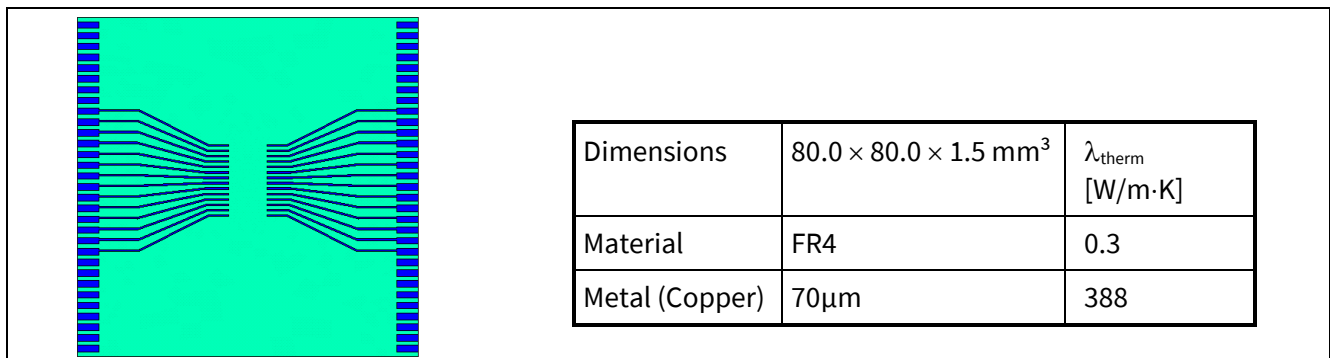 Dimensions 80.0 × 80.0 × 1.5 mm³ λtherm
[W/m·K]
Material FR4 0.3
Metal (Copper) 70µm 388